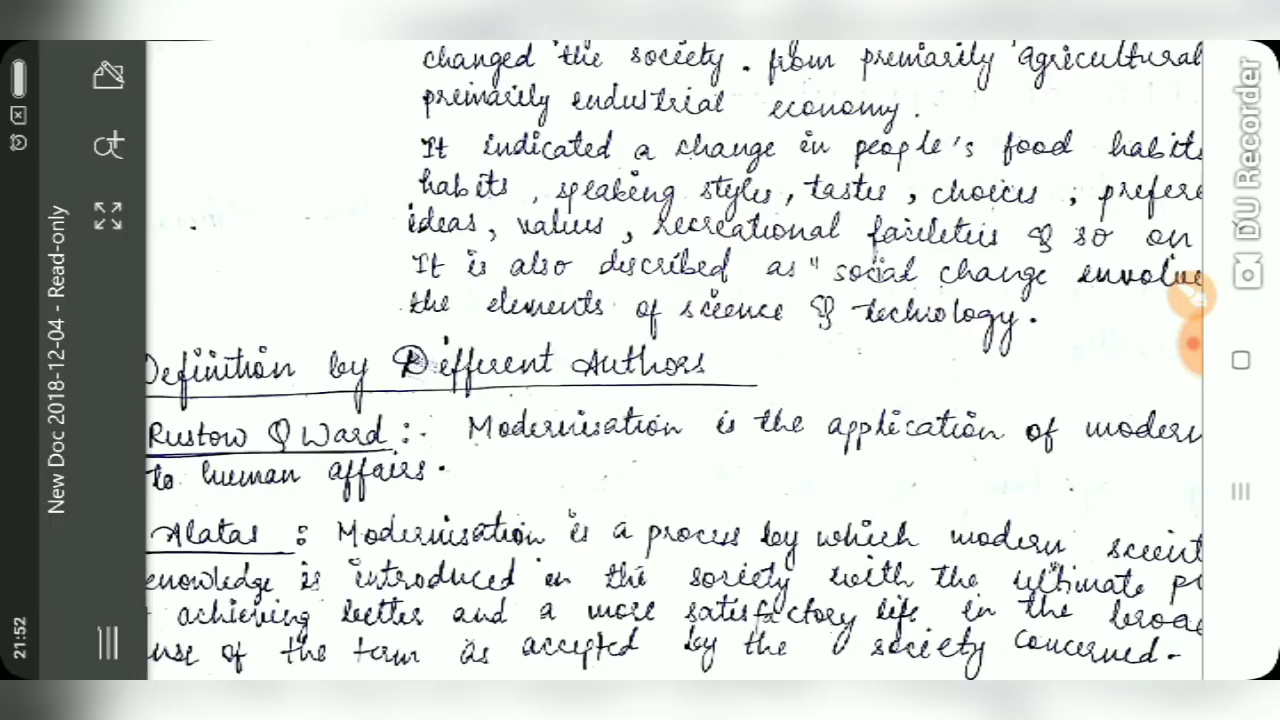 changed the society. from premarily agricultural
premarily industrial economy.
It indicated a change in people's food habits
habits, speaking styles, tastes, choices, prefere
ideas, values, recreational facilities & so on
It is also described as "social change involve
the elements of science & technology.
Definition by Different Authors
Rustow & Ward :- Modernisation is the application of modern
to human affairs.
Alatas : Modernisation is a process by which modern scient
knowledge is introduced in the society with the ultimate pu
achieving better and a more satisfactory life in the broad
nse of the term as accepted by the society concerned.
New Doc 2018-12-04 - Read-only
21:52
DU Recorder